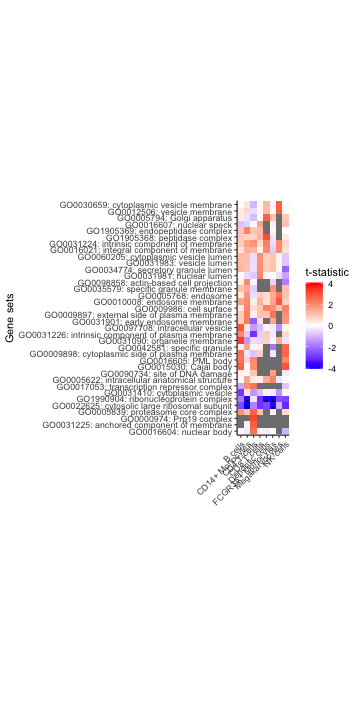 GO0030659: cytoplasmic vesicle membrane
GO0012506: vesicle membrane
GO0005794: Golgi apparatus
GO0016607: nuclear speck
GO1905369: endopeptidase complex
GO1905368: peptidase complex
GO0031224: intrinsic component of membrane
GO0016021: integral component of membrane
GO0060205: cytoplasmic vesicle lumen
GO0031983: vesicle lumen
GO0034774: secretory granule lumen
GO0031981: nuclear lumen
GO0098858: actin-based cell projection
GO0035579: specific granule membrane
GO0005768: endosome
GO0010008: endosome membrane
GO0009986: cell surface
GO0009897: external side of plasma membrane
GO0031901: early endosome membrane
GO0097708: intracellular vesicle
GO0031226: intrinsic component of plasma membrane
GO0031090: organelle membrane
GO0042581: specific granule
GO0009898: cytoplasmic side of plasma membrane
GO0016605: PML body
GO0015030: Cajal body
GO0090734: site of DNA damage
GO0005622: intracellular anatomical structure
GO0017053: transcription repressor complex
GO0031410: cytoplasmic vesicle
GO1990904: ribonucleoprotein complex
GO0022625: cytosolic large ribosomal subunit
GO0005839: proteasome core complex
GO0000974: Prp19 complex
GO0031225: anchored component of membrane
GO0016604: nuclear body
Gene sets
B cells
CD14+
NK cells
t-statistic
4
2
0
-2
-4